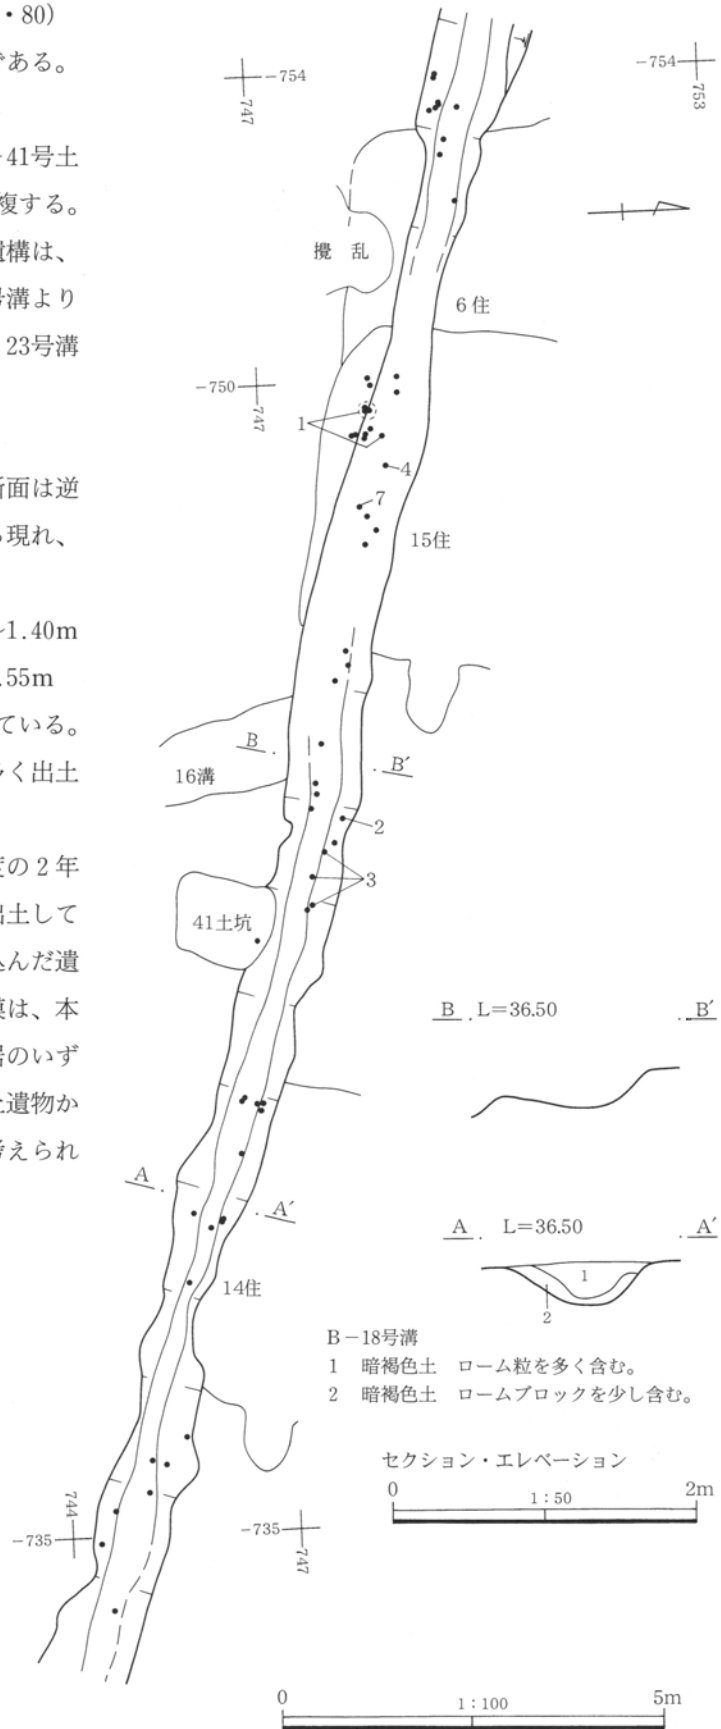 ・80)
である。
41号土
複する。
遺構は、
号溝より
23号溝
断面は逆
ら現れ、
~1.40m
.55m
ている。
多く出土
度の2年
出土して
込んだ遺
葉は、本
居のいず
土遺物か
考えられ
-754
747
-754
753
攪 乱
6住
-750
747
1
4
7
15住
B
B′
16溝
2
3
41土坑
A
A′
14住
744
-735
-735
747
B L=36.50 B′
A L=36.50 A′
1
2
B-18号溝
1 暗褐色土 ローム粒を多く含む。
2 暗褐色土 ロームブロックを少し含む。
セクション・エレベーション
0 1:50 2m
0 1:100 5m